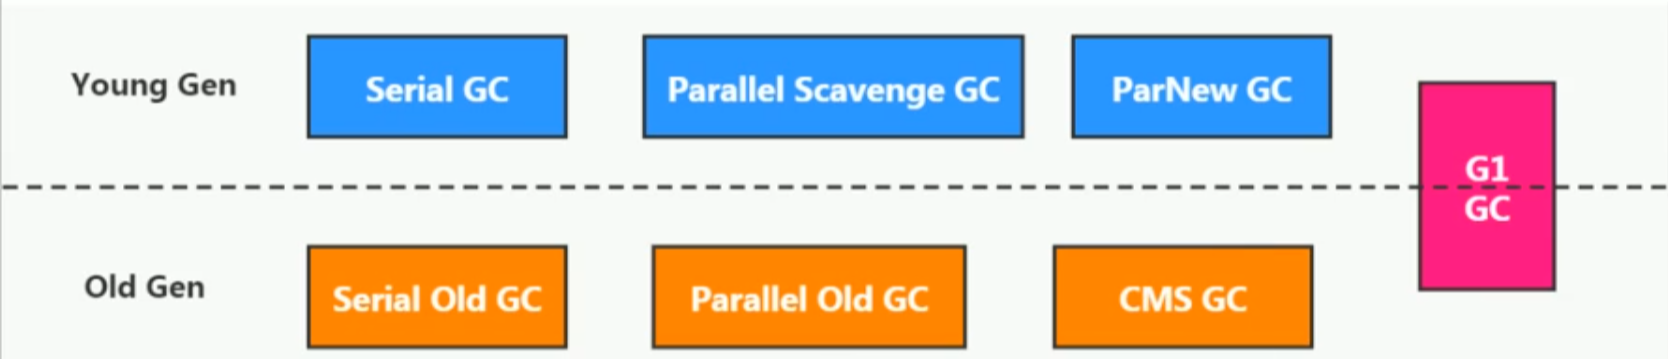 Young Gen
Serial GC
Parallel Scavenge GC
ParNew GC
G1
GC
Old Gen
Serial Old GC
Parallel Old GC
CMS GC